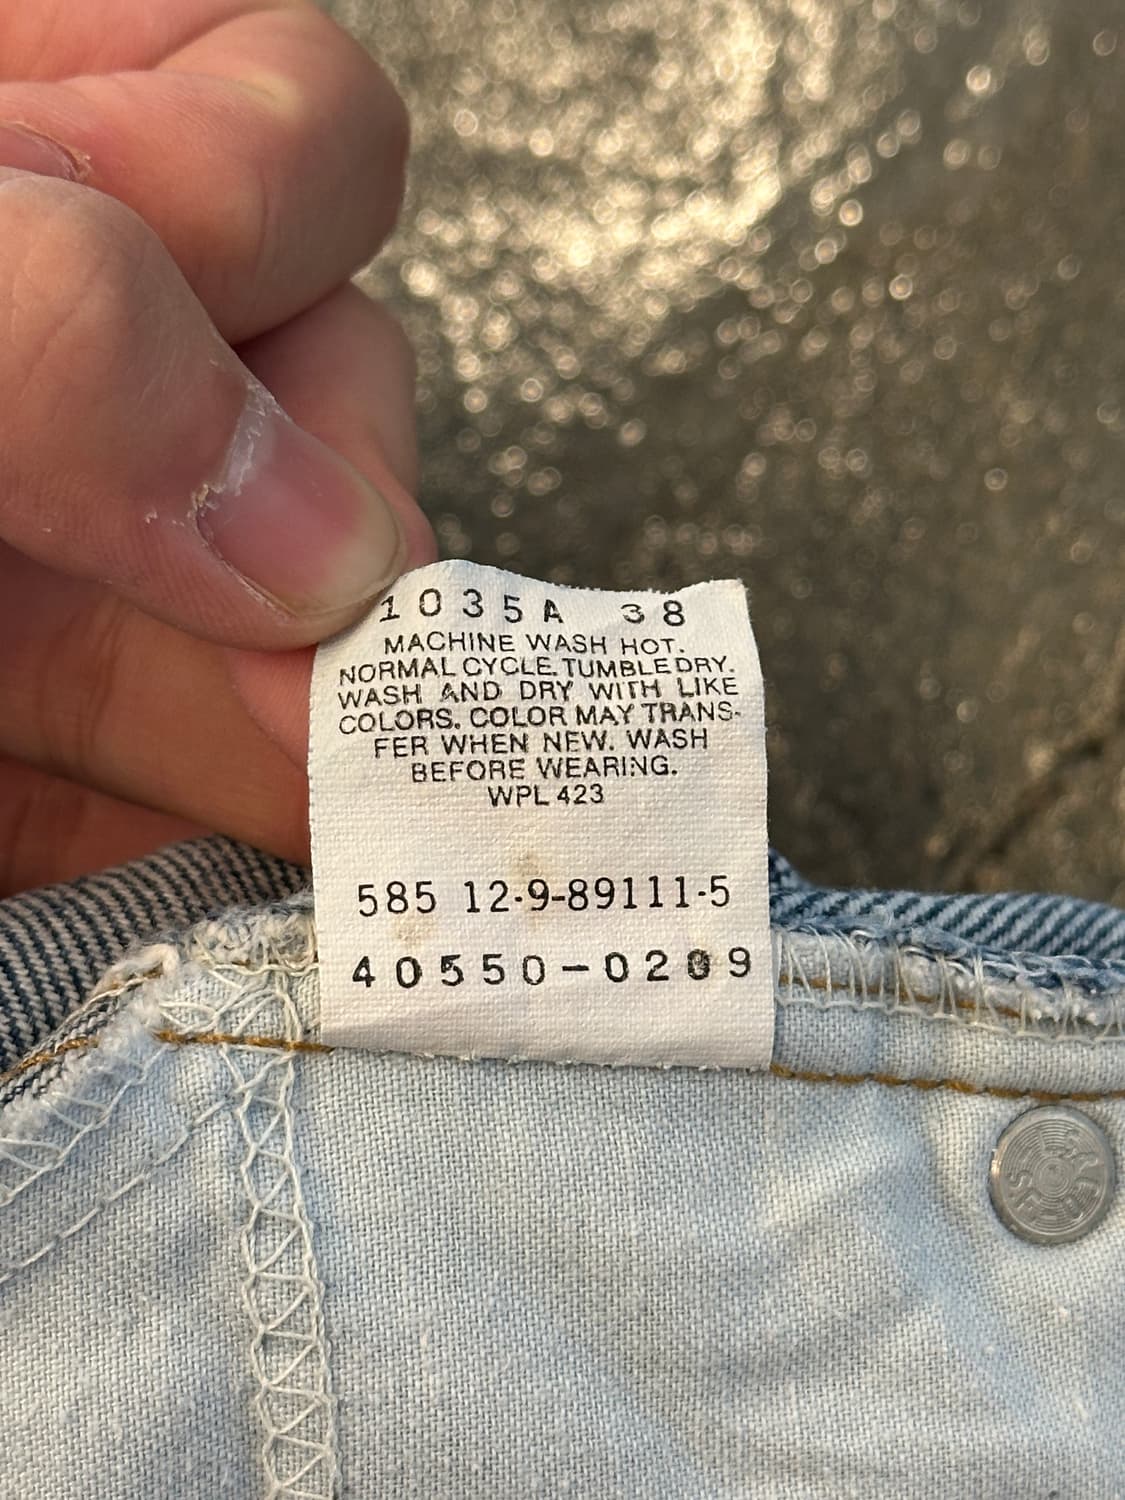 1035A 38
MACHINE WASH HOT.
NORMAL CYCLE. TUMBLE DRY.
WASH AND DRY WITH LIKE
COLORS. COLOR MAY TRANS-
FER WHEN NEW. WASH
BEFORE WEARING.
WPL 423
585 12-9-89111-5
40550-0209